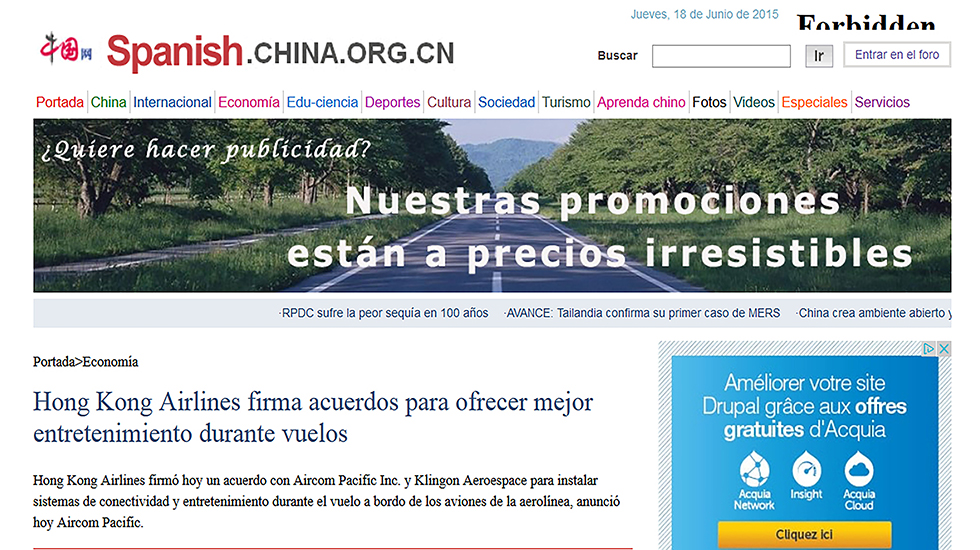 Jueves, 18 de Junio de 2015
Forbidden
中国网
Spanish.CHINA.ORG.CN
Buscar
Ir
Entrar en el foro
Portada China Internacional Economía Edu-ciencia Deportes Cultura Sociedad Turismo Aprenda chino Fotos Videos Especiales Servicios
¿Quiere hacer publicidad?
Nuestras promociones
están a precios irresistibles
·RPDC sufre la peor sequía en 100 años ·AVANCE: Tailandia confirma su primer caso de MERS ·China crea ambiente abierto y
Portada>Economía
Hong Kong Airlines firma acuerdos para ofrecer mejor
entretenimiento durante vuelos
Hong Kong Airlines firmó hoy un acuerdo con Aircom Pacific Inc. y Klingon Aerospace para instalar
sistemas de conectividad y entretenimiento durante el vuelo a bordo de los aviones de la aerolínea, anunció
hoy Aircom Pacific.
Améliorer votre site
Drupal grâce aux offres
gratuites d'Acquia
Acquia
Network
Insight
Acquia
Cloud
Cliquez ici